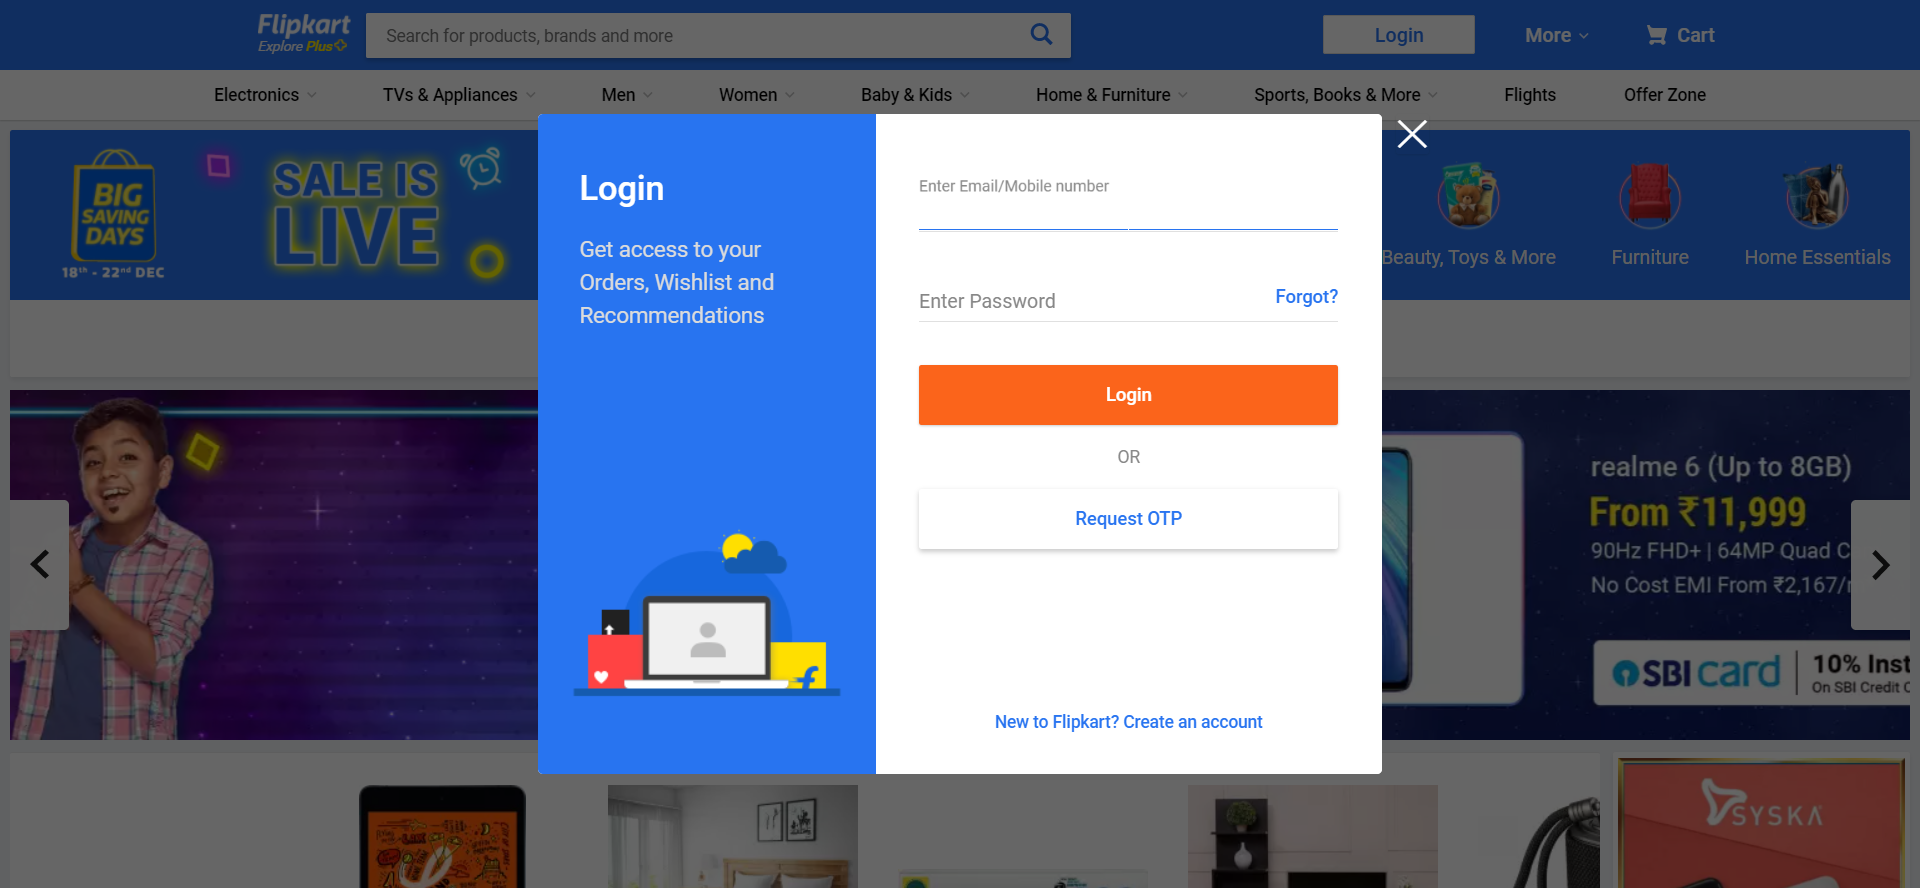 Flipkart
Explore Plus
Search for products, brands and more
Login
More
Cart
Electronics
TVs & Appliances
Men
Women
Baby & Kids
Home & Furniture
Sports, Books & More
Flights
Offer Zone
BIG
SAVING
DAYS
18th - 22nd DEC
SALE IS
LIVE
Beauty, Toys & More
Furniture
Home Essentials
Login
Get access to your
Orders, Wishlist and
Recommendations
Enter Email/Mobile number
Enter Password
Forgot?
Login
OR
Request OTP
New to Flipkart? Create an account
realme 6 (Up to 8GB)
From ₹11,999
90Hz FHD+ | 64MP Quad C
No Cost EMI From ₹2,167/
SBI card
10% Inst
On SBI Credit C
SYSKA